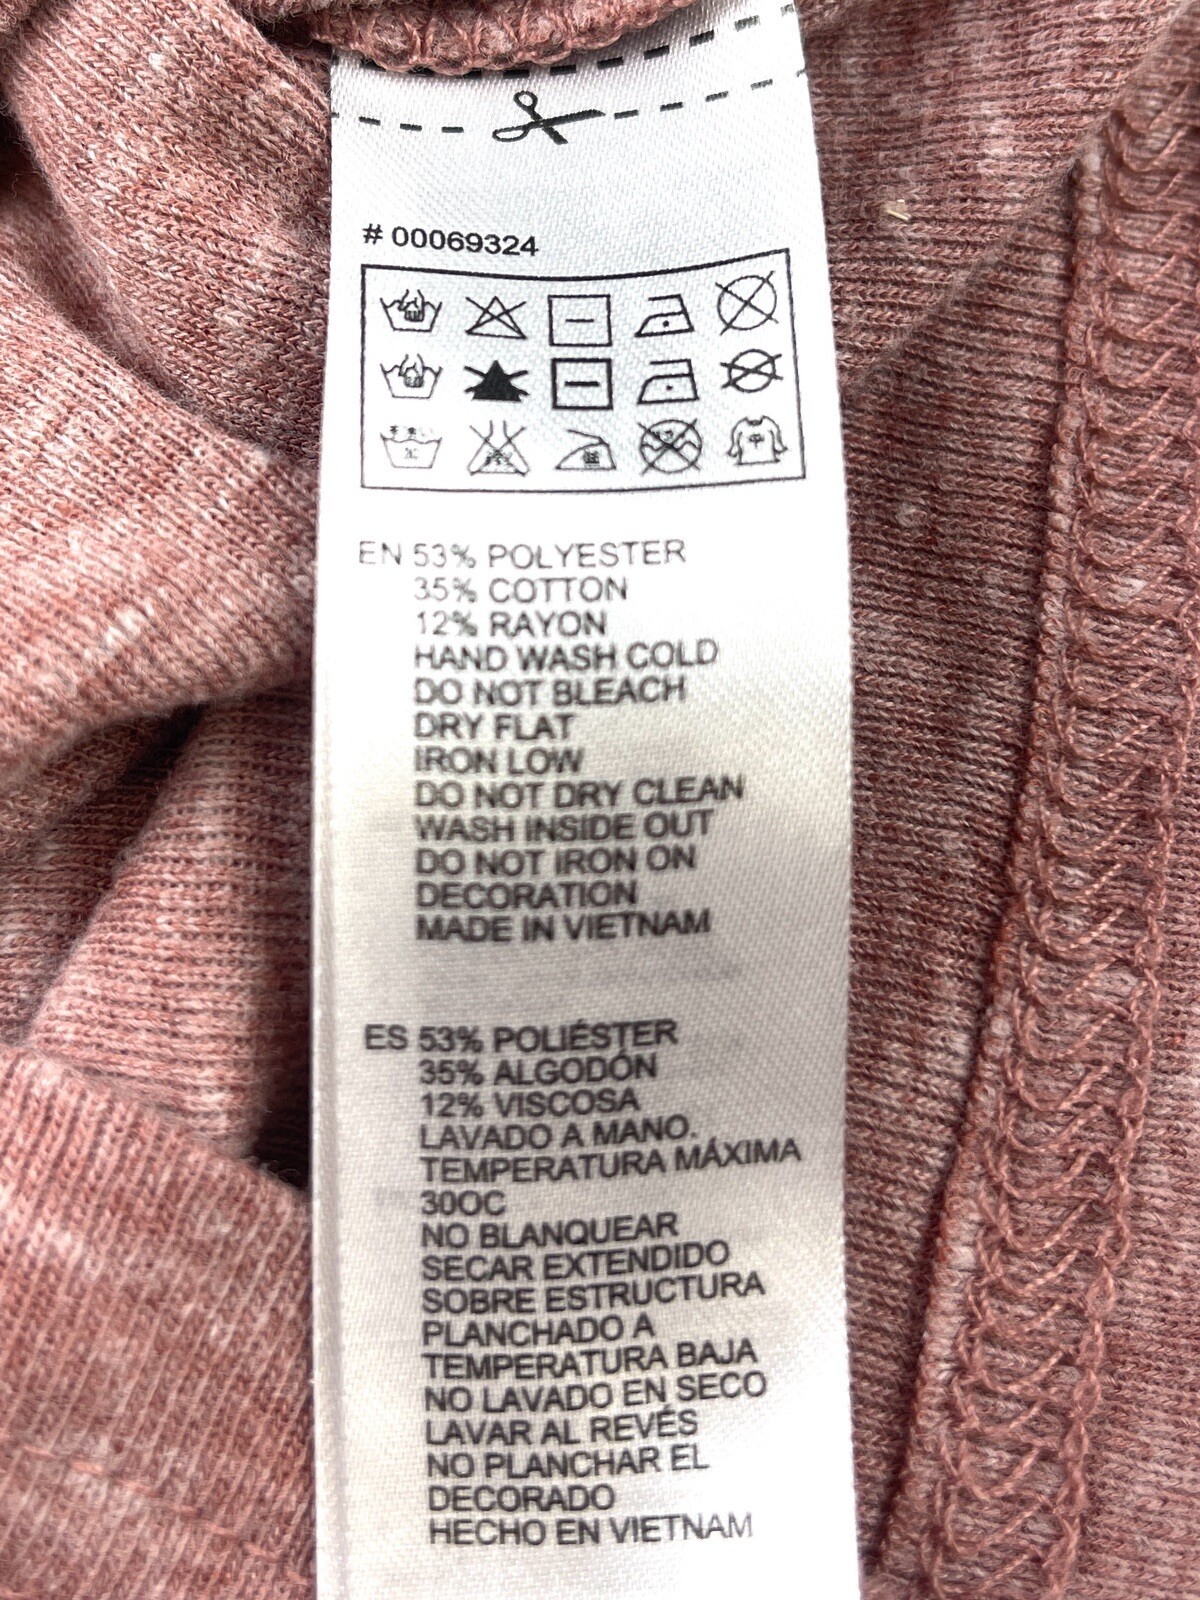 # 00069324
EN 53% POLYESTER
35% COTTON
12% RAYON
HAND WASH COLD
DO NOT BLEACH
DRY FLAT
IRON LOW
DO NOT DRY CLEAN
WASH INSIDE OUT
DO NOT IRON ON
DECORATION
MADE IN VIETNAM
ES 53% POLIÉSTER
35% ALGODÓN
12% VISCOSA
LAVADO A MANO.
TEMPERATURA MÁXIMA
30OC
NO BLANQUEAR
SECAR EXTENDIDO
SOBRE ESTRUCTURA
PLANCHADO A
TEMPERATURA BAJA
NO LAVADO EN SECO
LAVAR AL REVÉS
NO PLANCHAR EL
DECORADO
HECHO EN VIETNAM